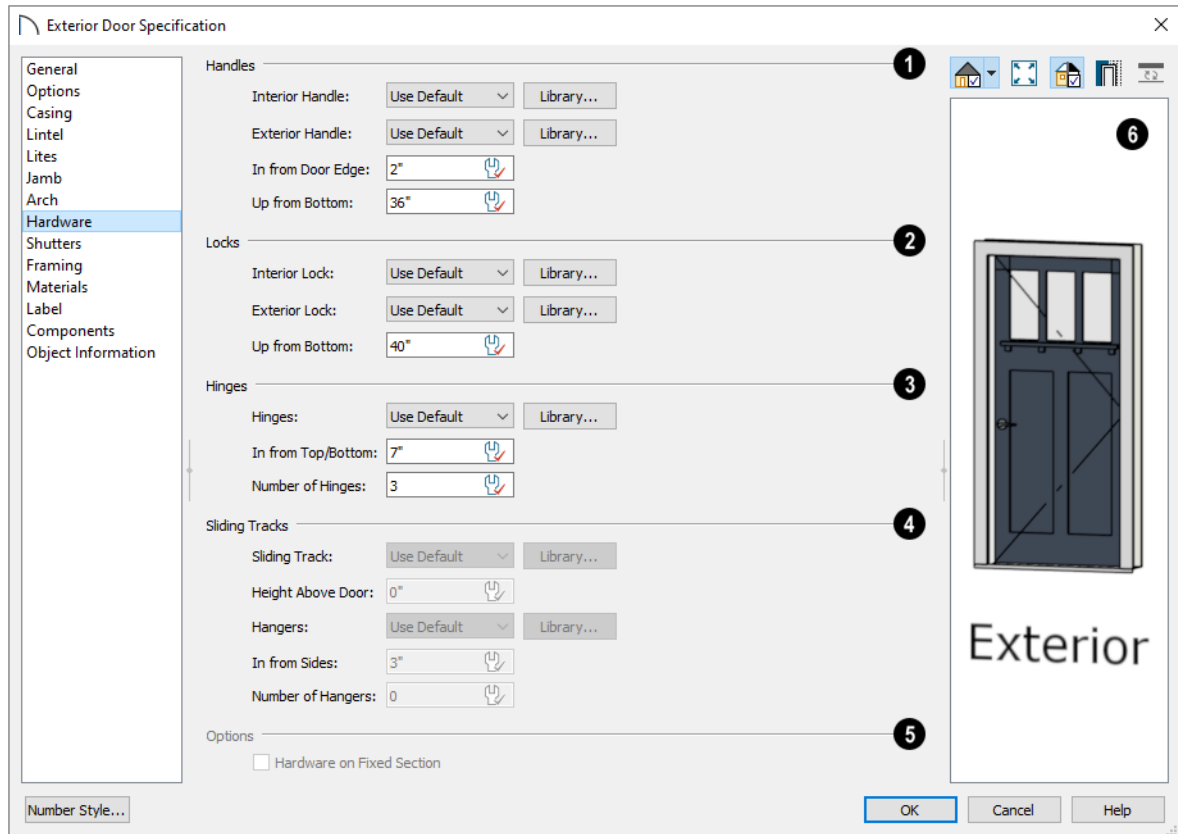 Exterior Door Specification
General
Options
Casing
Lintel
Lites
Jamb
Arch
Hardware
Shutters
Framing
Materials
Label
Components
Object Information
Handles 1
Interior Handle: Use Default Library...
Exterior Handle: Use Default Library...
In from Door Edge: 2"
Up from Bottom: 36"
Locks 2
Interior Lock: Use Default Library...
Exterior Lock: Use Default Library...
Up from Bottom: 40"
Hinges 3
Hinges: Use Default Library...
In from Top/Bottom: 7"
Number of Hinges: 3
Sliding Tracks 4
Sliding Track: Use Default Library...
Height Above Door: 0"
Hangers: Use Default Library...
In from Sides: 3"
Number of Hangers: 0
Options 5
Hardware on Fixed Section
6
Exterior
Number Style... OK Cancel Help